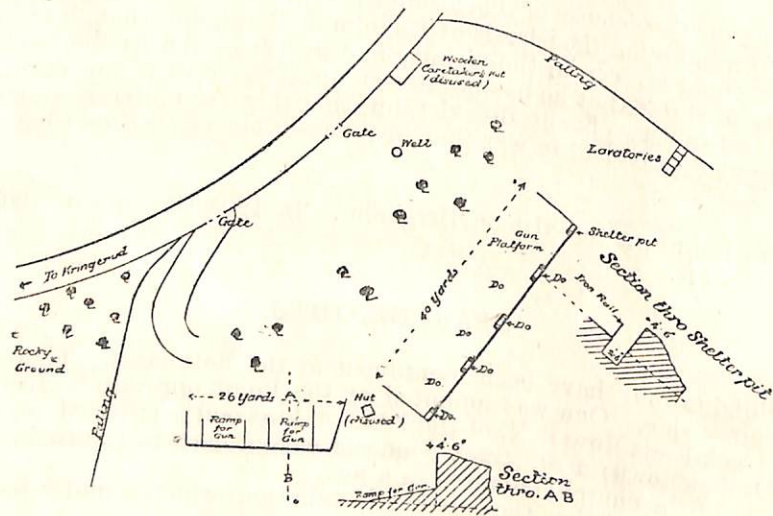 Wooden
Caretaker's Hut
(disused)
Paling
Gate
Well
Lavatories
Gate
Gun
Platform
Shelter pit
To Kringerud
40 Yards
Do
Do
Iron Rail
Section thro Shelter pit
4.6
Do
Do
Rocky
Ground
Do.
Do
Paling
26 Yards
A
Ramp
for
Gun
Ramp
for
Gun
Hut
(disused)
Do.
4'.6"
B
Ramp for Gun
Section
thro. AB